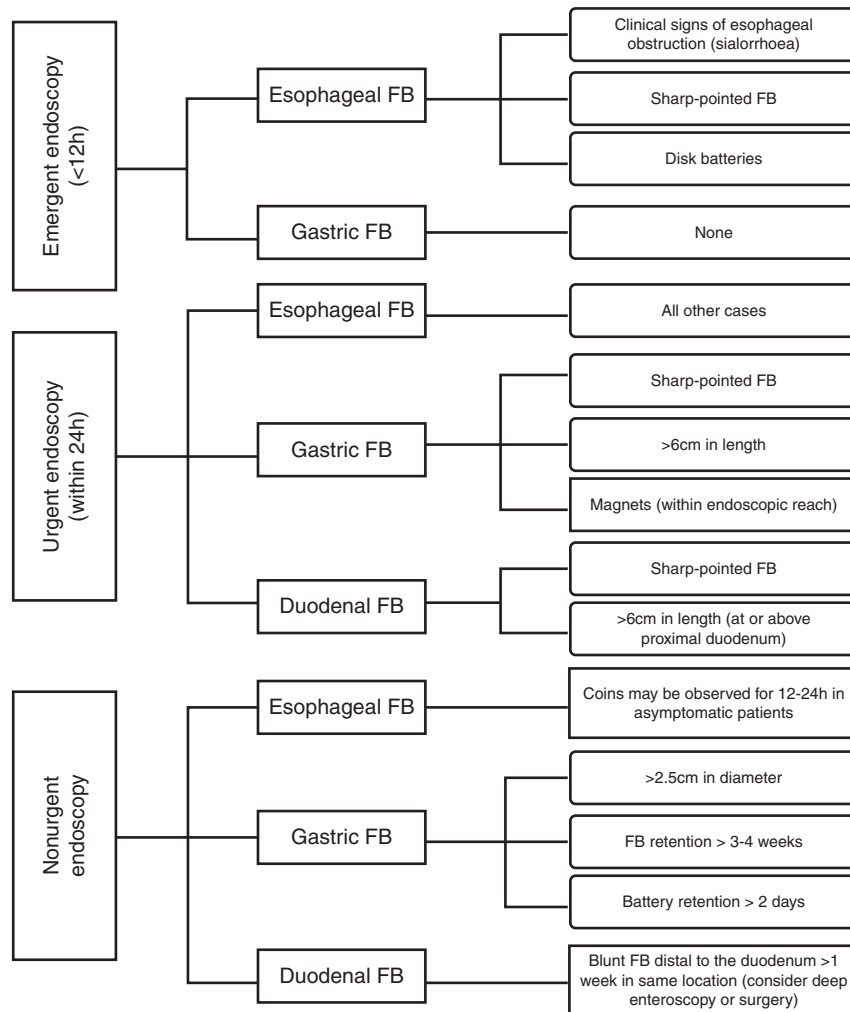 Emergent endoscopy
(<12h)
Esophageal FB
Clinical signs of esophageal
obstruction (sialorrhoea)
Sharp-pointed FB
Disk batteries
Gastric FB
None
Urgent endoscopy
(within 24h)
Esophageal FB
All other cases
Gastric FB
Sharp-pointed FB
>6cm in length
Magnets (within endoscopic reach)
Duodenal FB
Sharp-pointed FB
>6cm in length (at or above
proximal duodenum)
Nonurgent
endoscopy
Esophageal FB
Coins may be observed for 12-24h in
asymptomatic patients
Gastric FB
>2.5cm in diameter
FB retention > 3-4 weeks
Battery retention > 2 days
Duodenal FB
Blunt FB distal to the duodenum >1
week in same location (consider deep
enteroscopy or surgery)